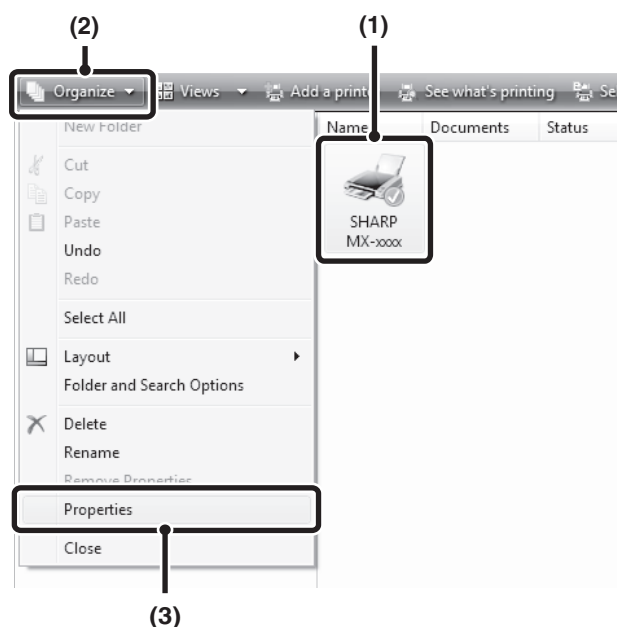 (2)
(1)
Organize
Views
Add a printe
See what's printing
Se
New Folder
Name
Documents
Status
Cut
Copy
Paste
Undo
Redo
Select All
Layout
Folder and Search Options
Delete
Rename
Remove Properties
Properties
Close
SHARP
MX-xxxx
(3)